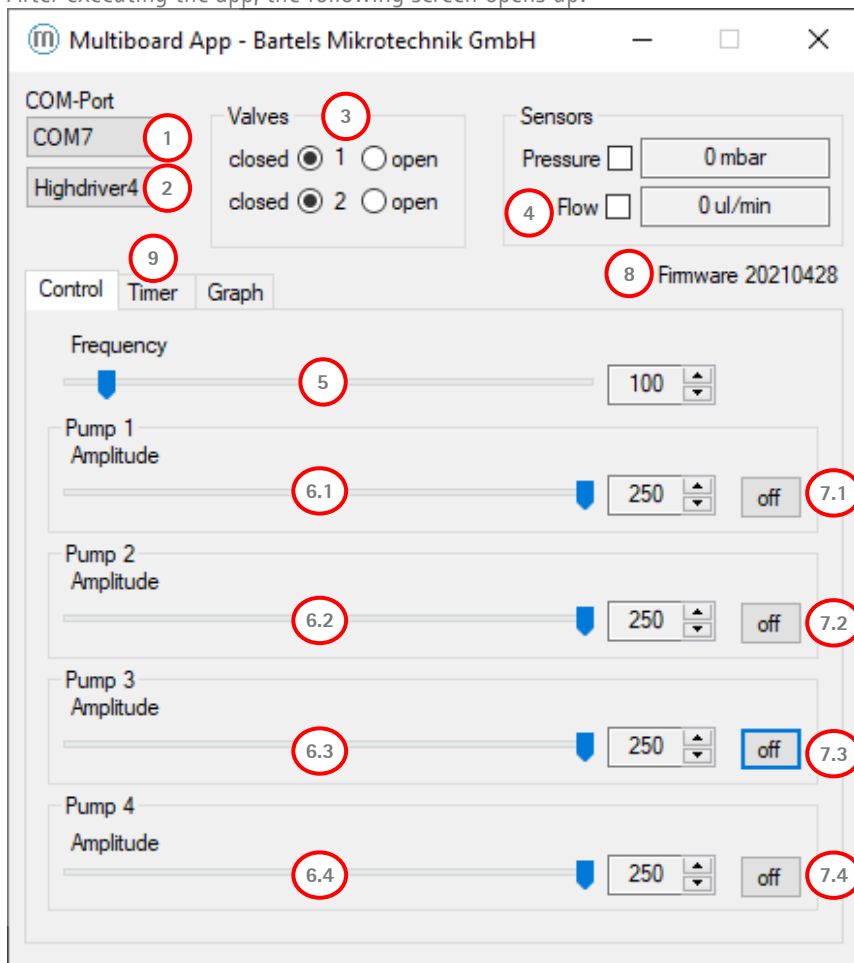 After executing the app, the following screen opens up:
m Multiboard App - Bartels Mikrotechnik GmbH
COM-Port
COM7 1
Highdriver4 2
Valves 3
closed 1 open
closed 2 open
Sensors
Pressure 0 mbar
4 Flow 0 ul/min
8 Firmware 20210428
9
Control Timer Graph
Frequency
5 100
Pump 1
Amplitude
6.1 250 off 7.1
Pump 2
Amplitude
6.2 250 off 7.2
Pump 3
Amplitude
6.3 250 off 7.3
Pump 4
Amplitude
6.4 250 off 7.4